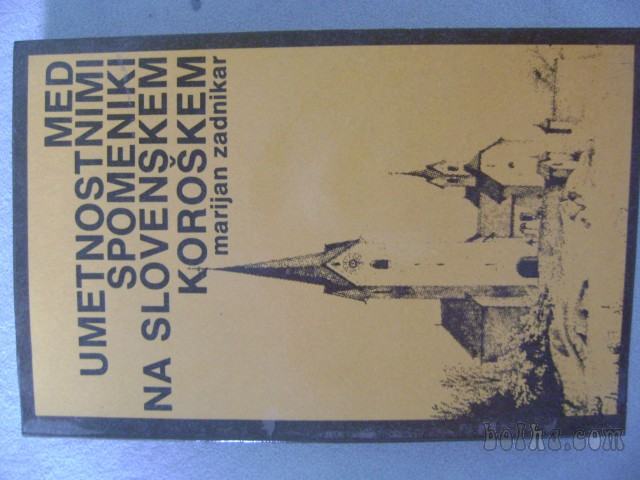 MED
UMETNOSTNIMI
SPOMENIKI
NA SLOVENSKEM
KOROŠKEM
marijan zadnikar
bolha.com